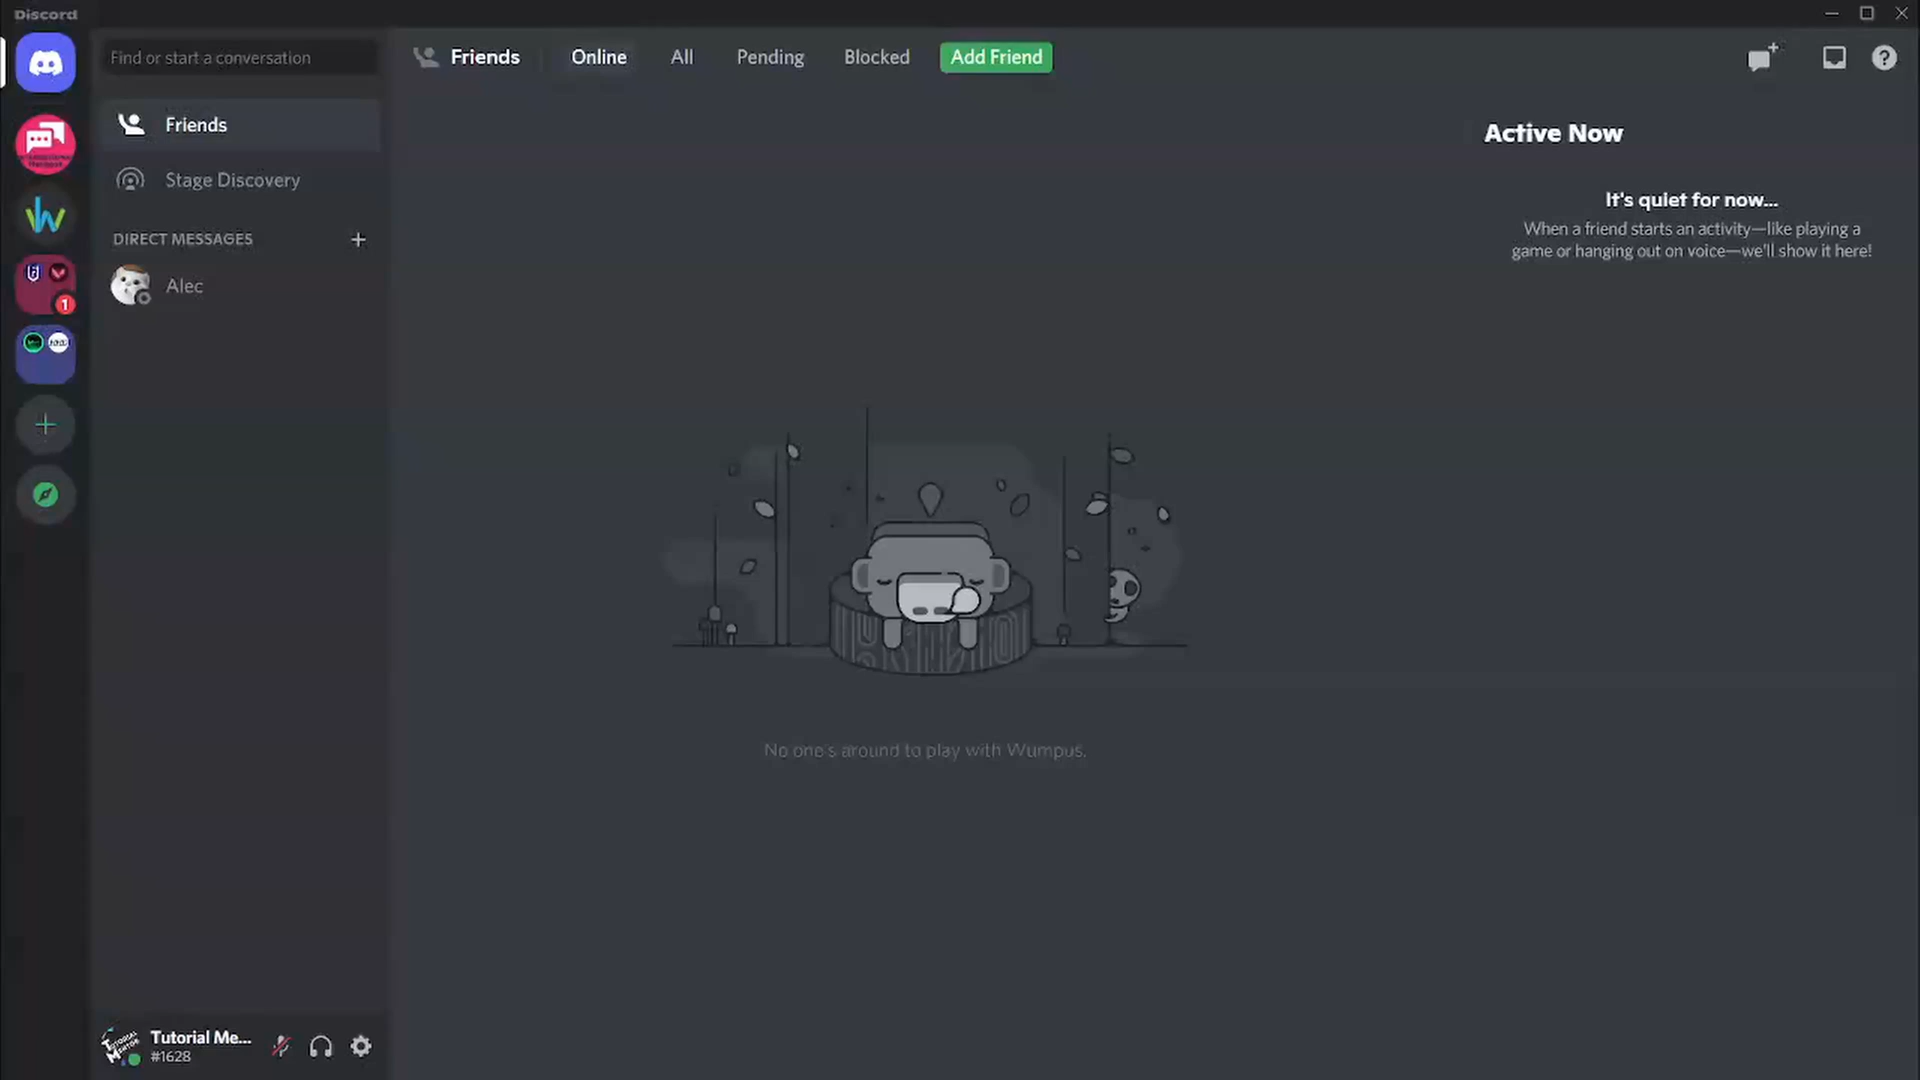 Discord
Find or start a conversation
Friends
Online
All
Pending
Blocked
Add Friend
Friends
Stage Discovery
DIRECT MESSAGES
Alec
1
Active Now
It's quiet for now...
When a friend starts an activity—like playing a
game or hanging out on voice—we'll show it here!
No one's around to play with Wumpus.
Tutorial Me...
#1628